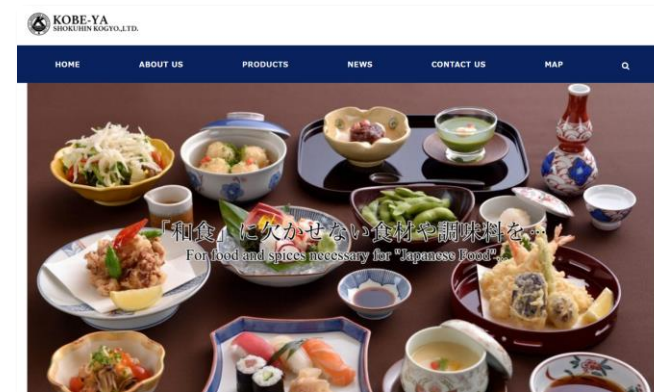 KOBE-YA
SHOKUHIN KOGYO.,LTD.
HOME ABOUT US PRODUCTS NEWS CONTACT US MAP
「和食」に欠かせない食材や調味料を…
For food and spices necessary for "Japanese Food"...